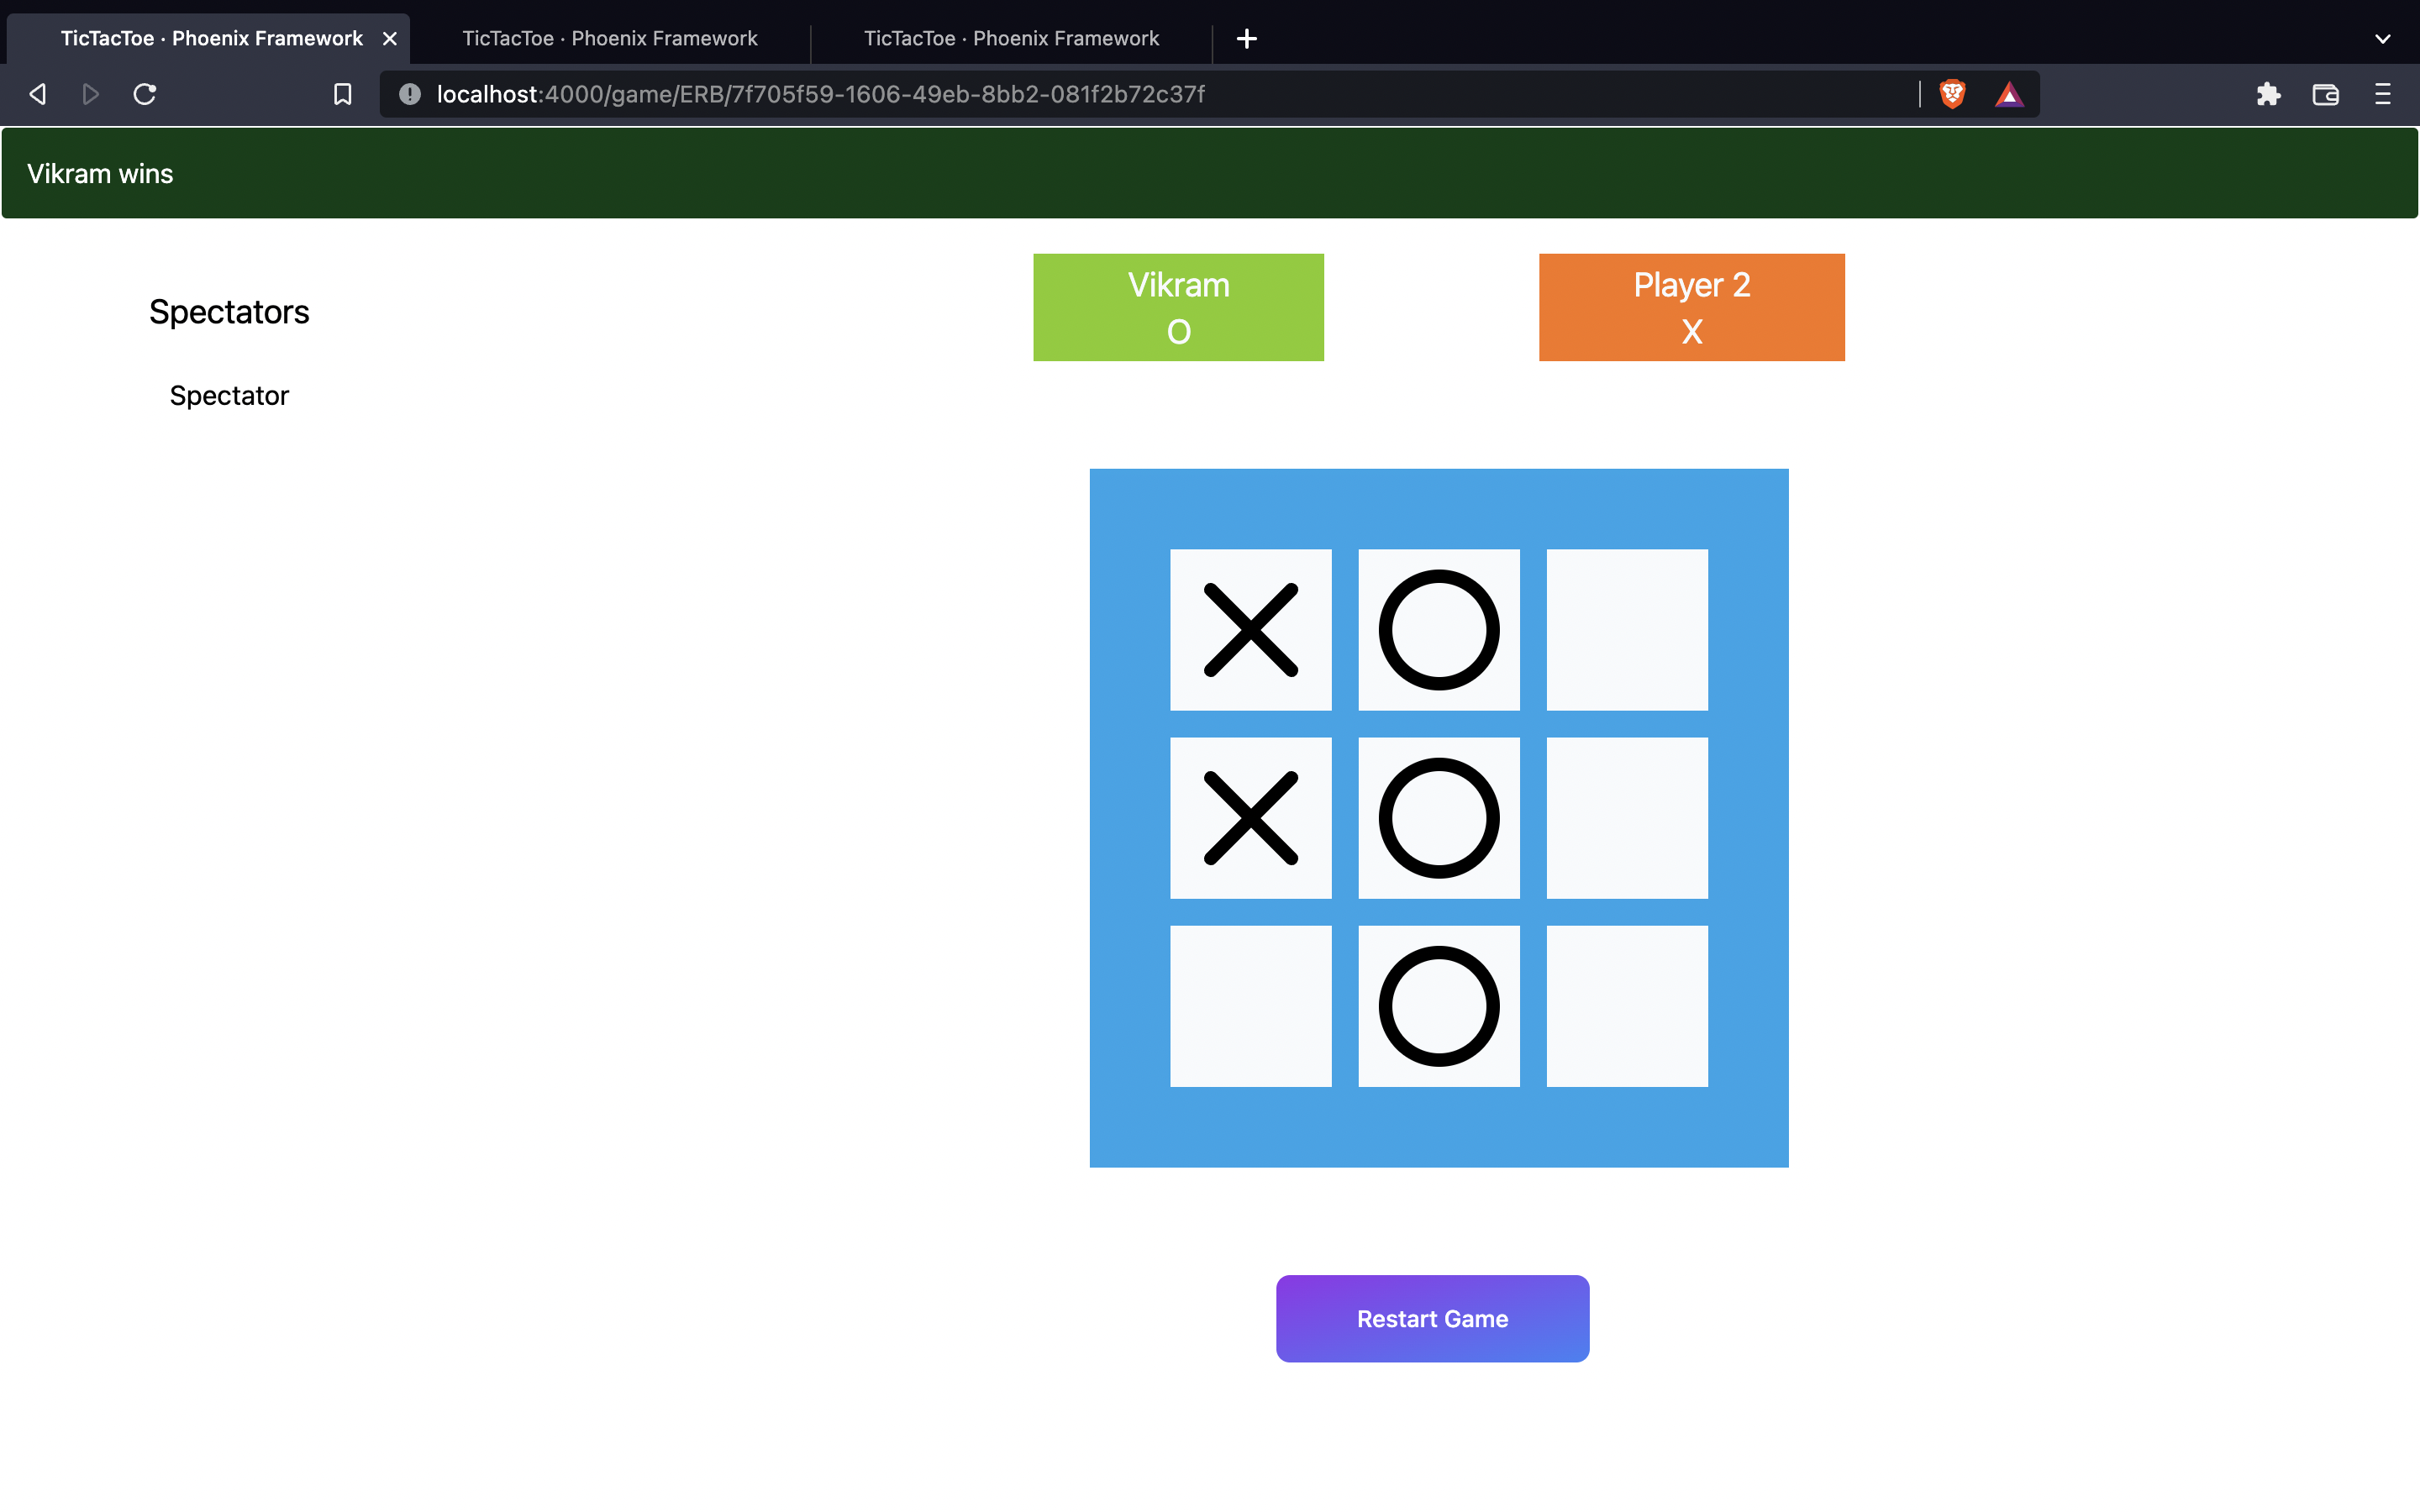 TicTacToe · Phoenix Framework
TicTacToe · Phoenix Framework
TicTacToe · Phoenix Framework
localhost:4000/game/ERB/7f705f59-1606-49eb-8bb2-081f2b72c37f
Vikram wins
Spectators
Spectator
Vikram
O
Player 2
X
Restart Game